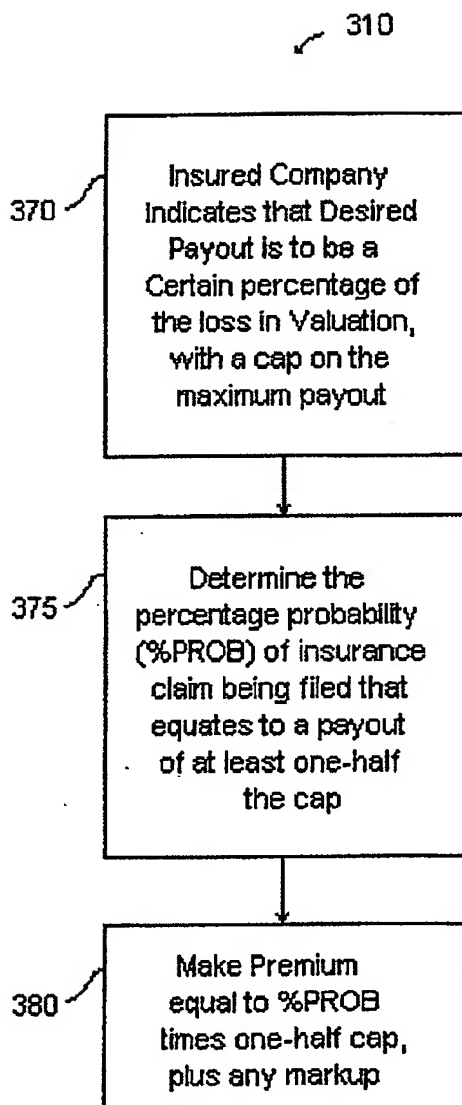 310
370
Insured Company
Indicates that Desired
Payout is to be a
Certain percentage of
the loss in Valuation,
with a cap on the
maximum payout
375
Determine the
percentage probability
(%PROB) of insurance
claim being filed that
equates to a payout
of at least one-half
the cap
380
Make Premium
equal to %PROB
times one-half cap,
plus any markup